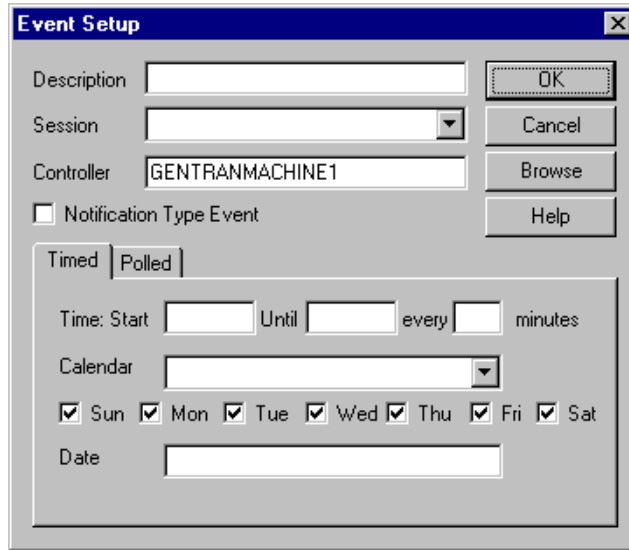 Event Setup
Description
OK
Session
Cancel
Controller GENTRANMACHINE1
Browse
Notification Type Event
Help
Timed Polled
Time: Start Until every minutes
Calendar
Sun Mon Tue Wed Thu Fri Sat
Date